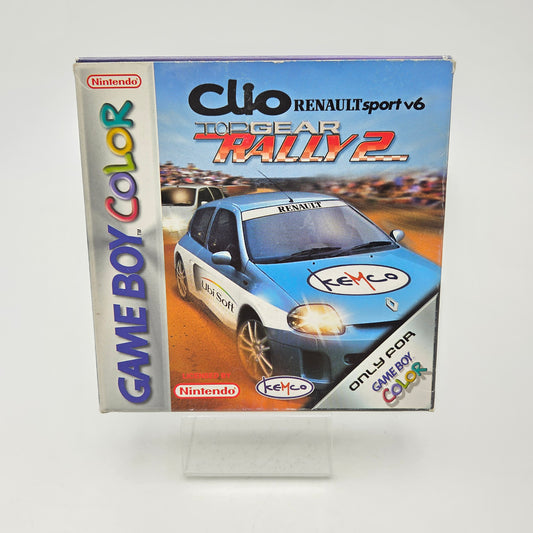 Nintendo
GAME BOY COLOR
TM
CLIO RENAULT sport v6
TOP GEAR
RALLY 2
RENAULT
Ubi Soft
KEMCO
Nintendo
KEMCO
ONLY FOR
GAME BOY
COLOR